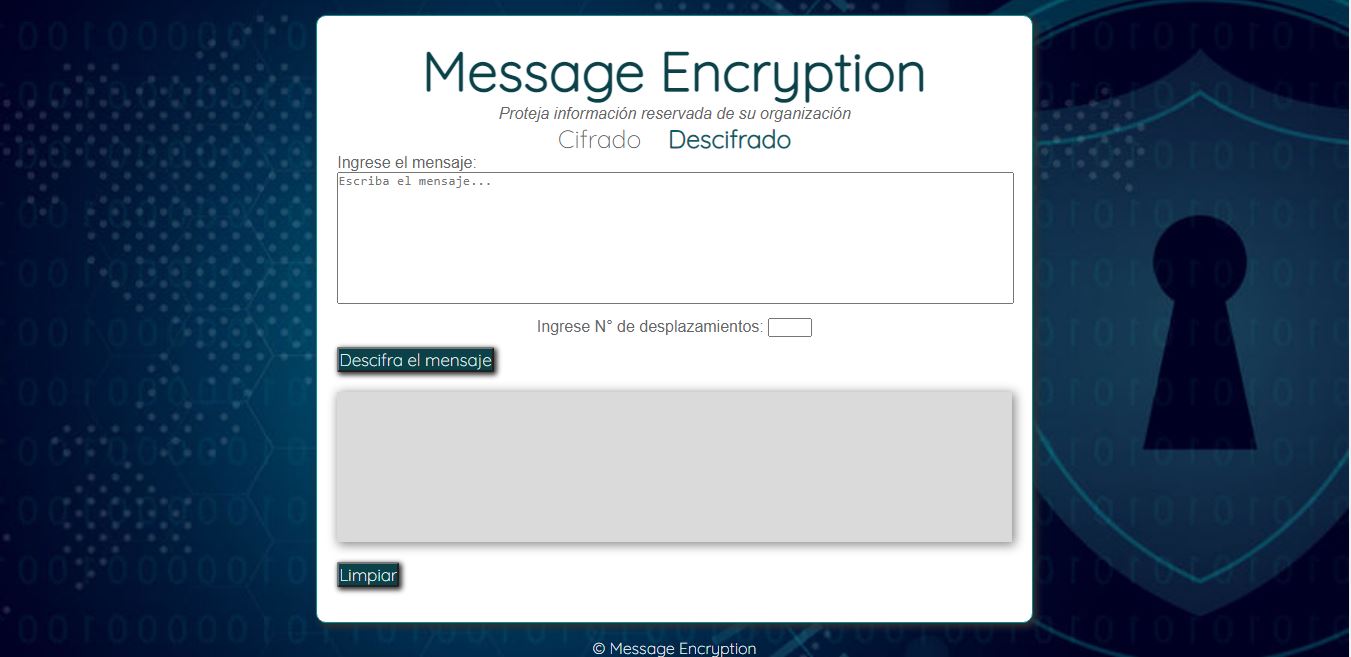 Message Encryption
Proteja información reservada de su organización
Cifrado Descifrado
Ingrese el mensaje:
Escriba el mensaje...
Ingrese N° de desplazamientos:
Descifra el mensaje
Limpiar
© Message Encryption